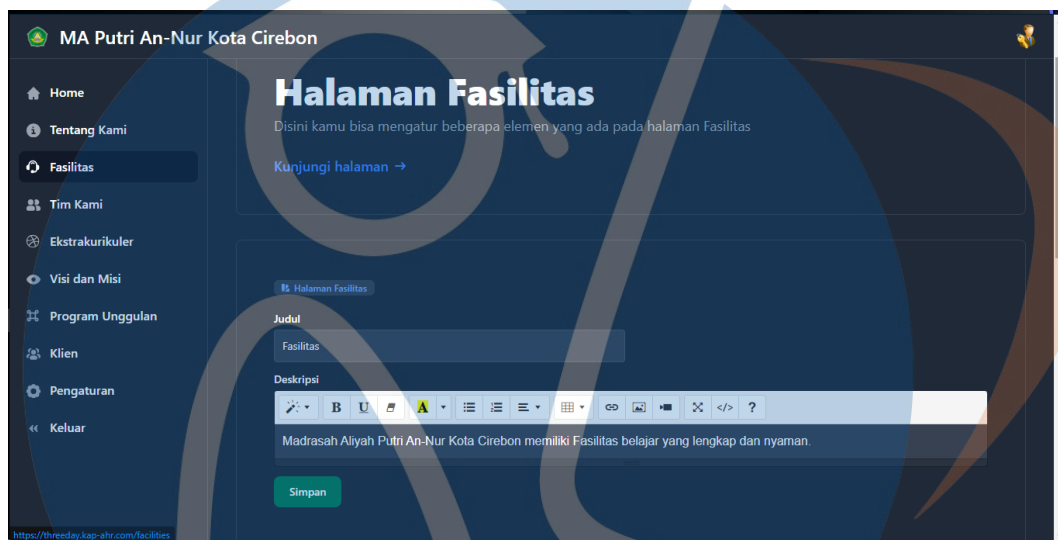 MA Putri An-Nur Kota Cirebon
Home
Tentang Kami
Fasilitas
Tim Kami
Ekstrakurikuler
Visi dan Misi
Program Unggulan
Klien
Pengaturan
Keluar
Halaman Fasilitas
Disini kamu bisa mengatur beberapa elemen yang ada pada halaman Fasilitas
Kunjungi halaman →
Halaman Fasilitas
Judul
Fasilitas
Deskripsi
B U A </> ?
Madrasah Aliyah Putri An-Nur Kota Cirebon memiliki Fasilitas belajar yang lengkap dan nyaman.
Simpan
https://threeday.kap-ahr.com/facilities